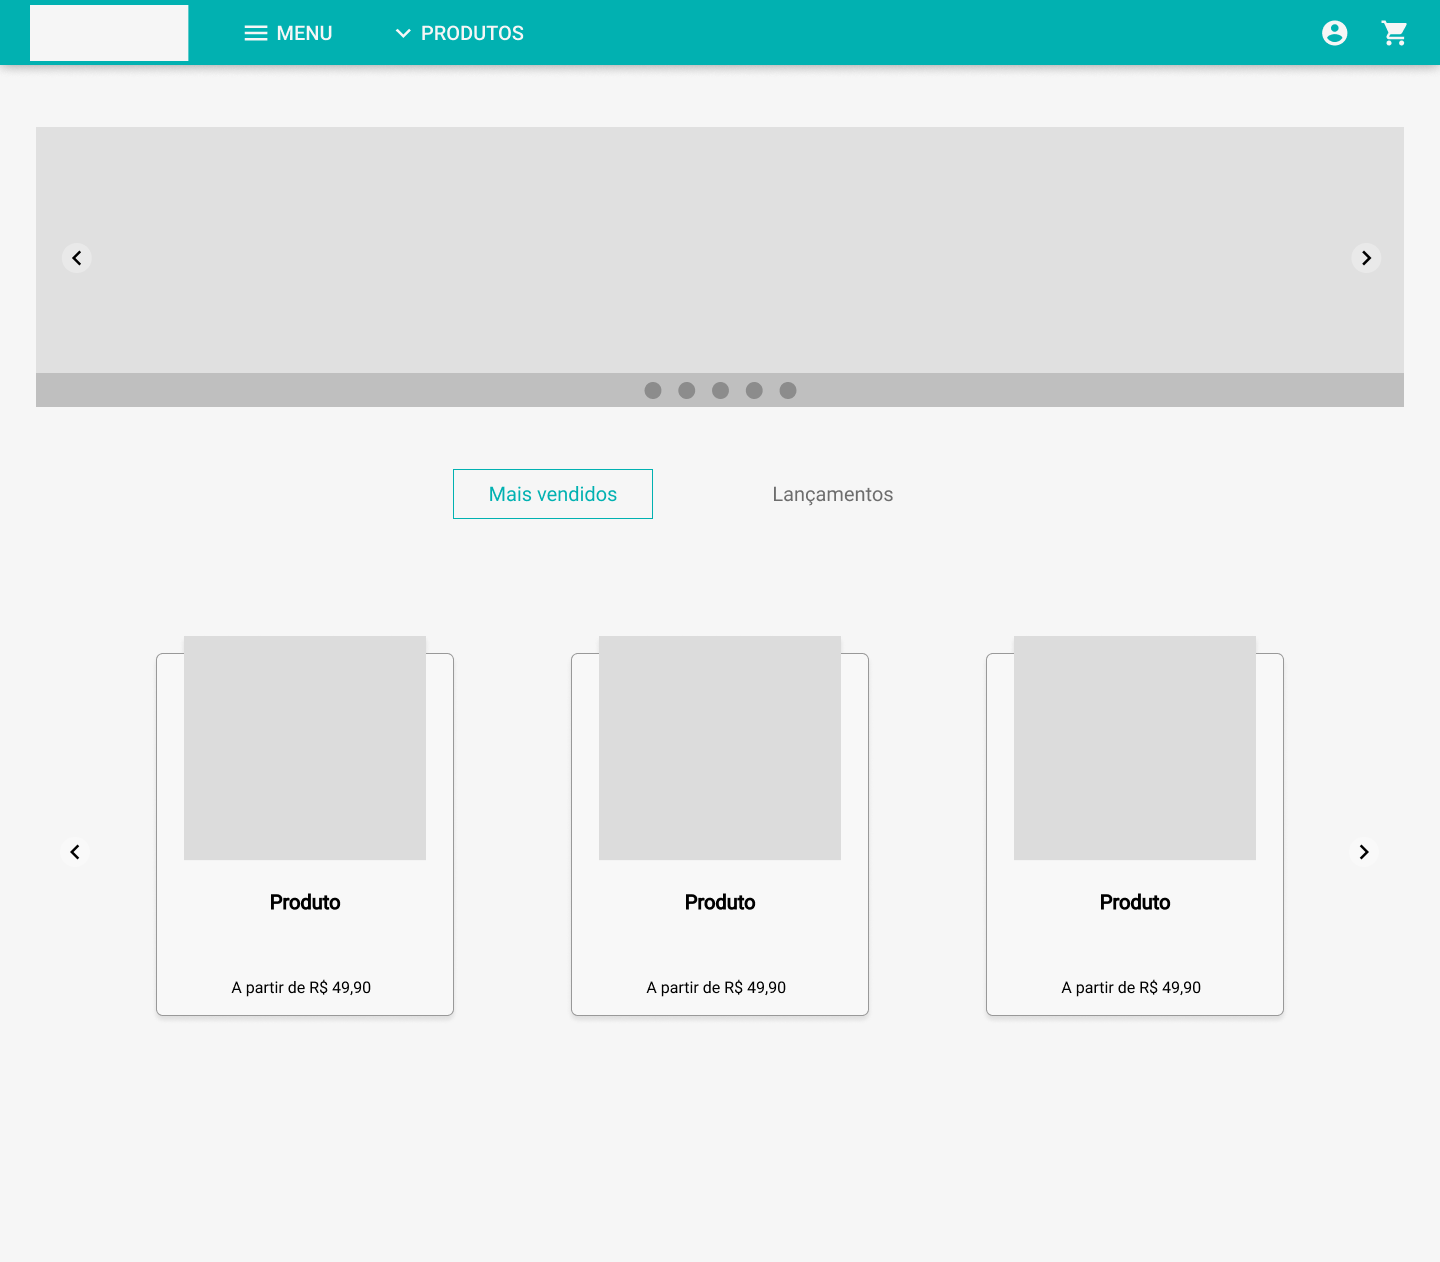 MENU
PRODUTOS
Mais vendidos
Lançamentos
Produto
Produto
Produto
A partir de R$ 49,90
A partir de R$ 49,90
A partir de R$ 49,90